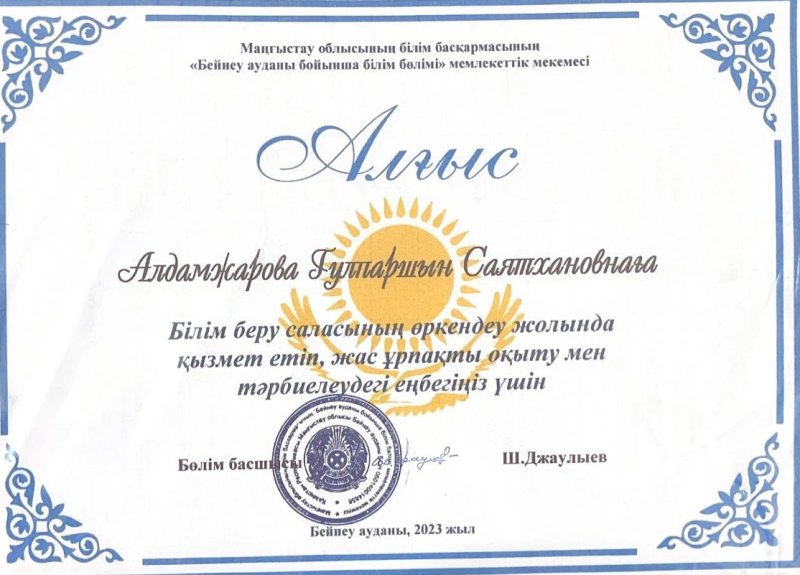 Маңғыстау облысының білім басқармасының
«Бейнеу ауданы бойынша білім бөлімі» мемлекеттік мекемесі
Алғыс
Алдамжарова Гулпаршын Саятхановнаға
Білім беру саласының өркендеу жолында
қызмет етіп, жас ұрпақты оқыту мен
тәрбиелеудегі еңбегіңіз үшін
Бөлім басшысы
Ш.Джаулыев
Бейнеу ауданы, 2023 жыл